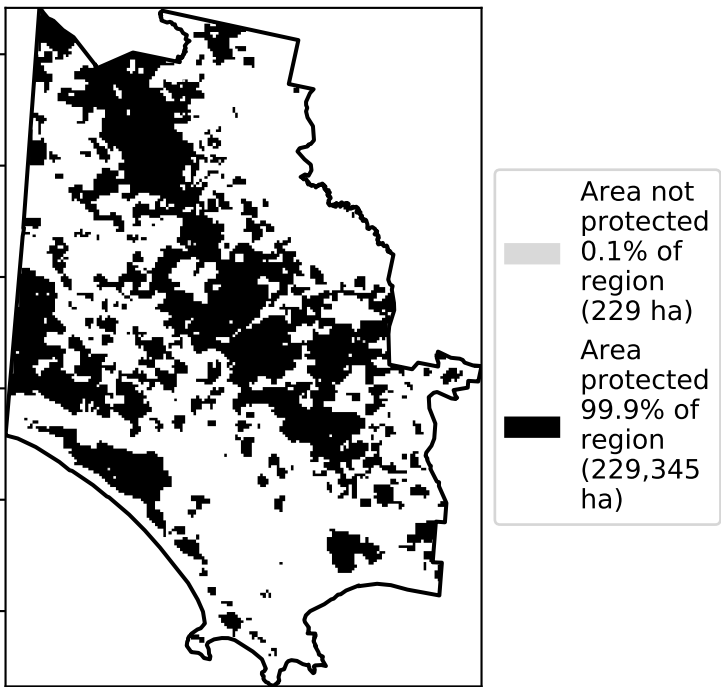 Area not
protected
0.1% of
region
(229 ha)
Area
protected
99.9% of
region
(229,345
ha)